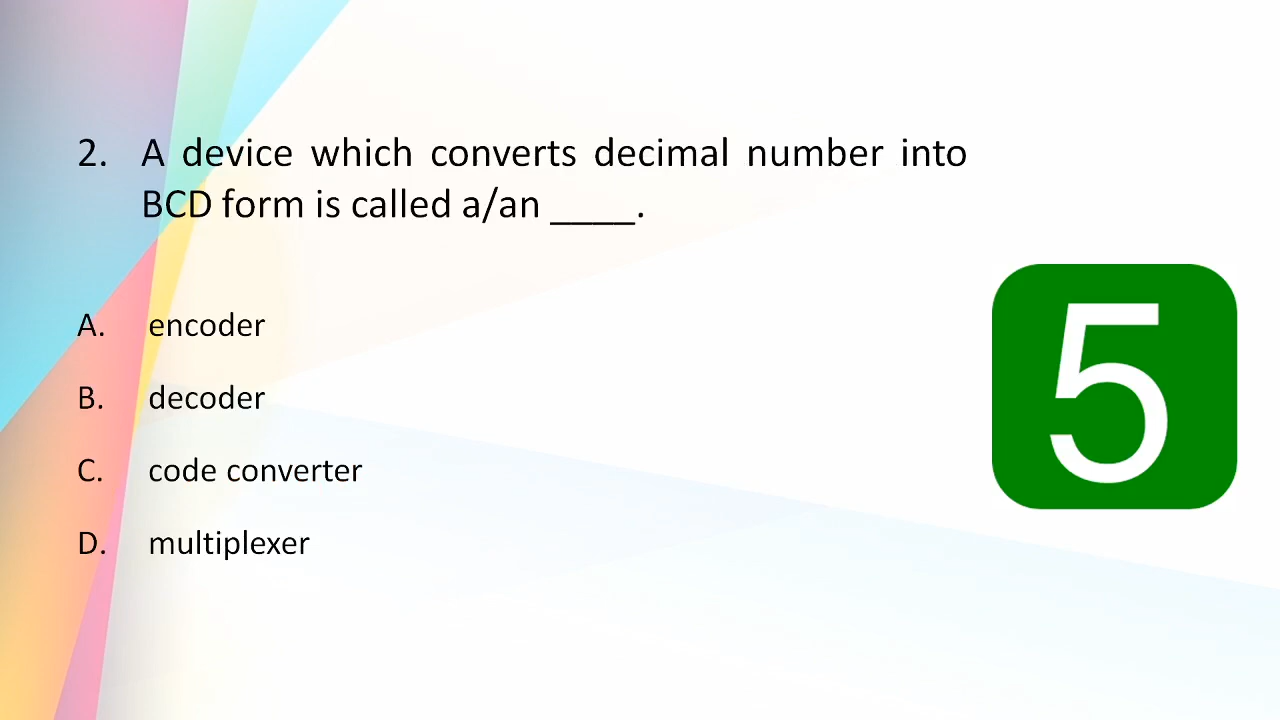 2. A device which converts decimal number into
BCD form is called a/an ____.
A. encoder
B. decoder
C. code converter
D. multiplexer
5